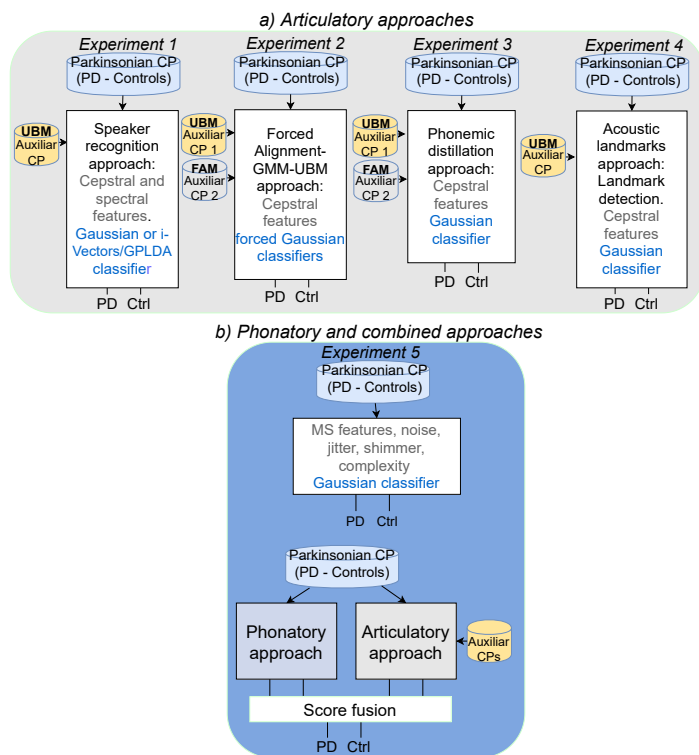 a) Articulatory approaches
Experiment 1
Parkinsonian CP
(PD - Controls)
UBM
Auxiliar
CP
Speaker
recognition
approach:
Cepstral and
spectral
features.
Gaussian or i-
Vectors/GPLDA
classifier
PD Ctrl
Experiment 2
Parkinsonian CP
(PD - Controls)
UBM
Auxiliar
CP 1
FAM
Auxiliar
CP 2
Forced
Alignment-
GMM-UBM
approach:
Cepstral
features
forced Gaussian
classifiers
PD Ctrl
Experiment 3
Parkinsonian CP
(PD - Controls)
UBM
Auxiliar
CP 1
FAM
Auxiliar
CP 2
Phonemic
distillation
approach:
Cepstral
features
Gaussian
classifier
PD Ctrl
Experiment 4
Parkinsonian CP
(PD - Controls)
UBM
Auxiliar
CP
Acoustic
landmarks
approach:
Landmark
detection.
Cepstral
features
Gaussian
classifier
PD Ctrl
b) Phonatory and combined approaches
Experiment 5
Parkinsonian CP
(PD - Controls)
MS features, noise,
jitter, shimmer,
complexity
Gaussian classifier
PD Ctrl
Parkinsonian CP
(PD - Controls)
Phonatory
approach
Articulatory
approach
Auxiliar
CPs
Score fusion
PD Ctrl